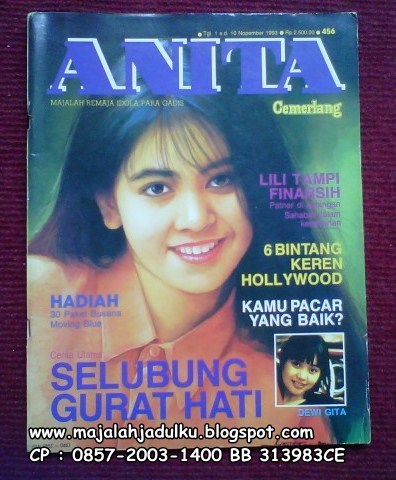 • Tgl. 1 s.d. 10 Nopember 1993 • Rp 2.500.00 • 456
ANITA
Cemerlang
MAJALAH REMAJA IDOLA PARA GADIS
LILI TAMPI
FINARSIH
6 BINTANG
KEREN
HOLLYWOOD
HADIAH
30 Paket Busana
Moving Blue
KAMU PACAR
YANG BAIK?
Cerita Utama
SELUBUNG
GURAT HATI
DEWI GITA
www.majalahjadulku.blogspot.com
CP : 0857-2003-1400 BB 313983CE